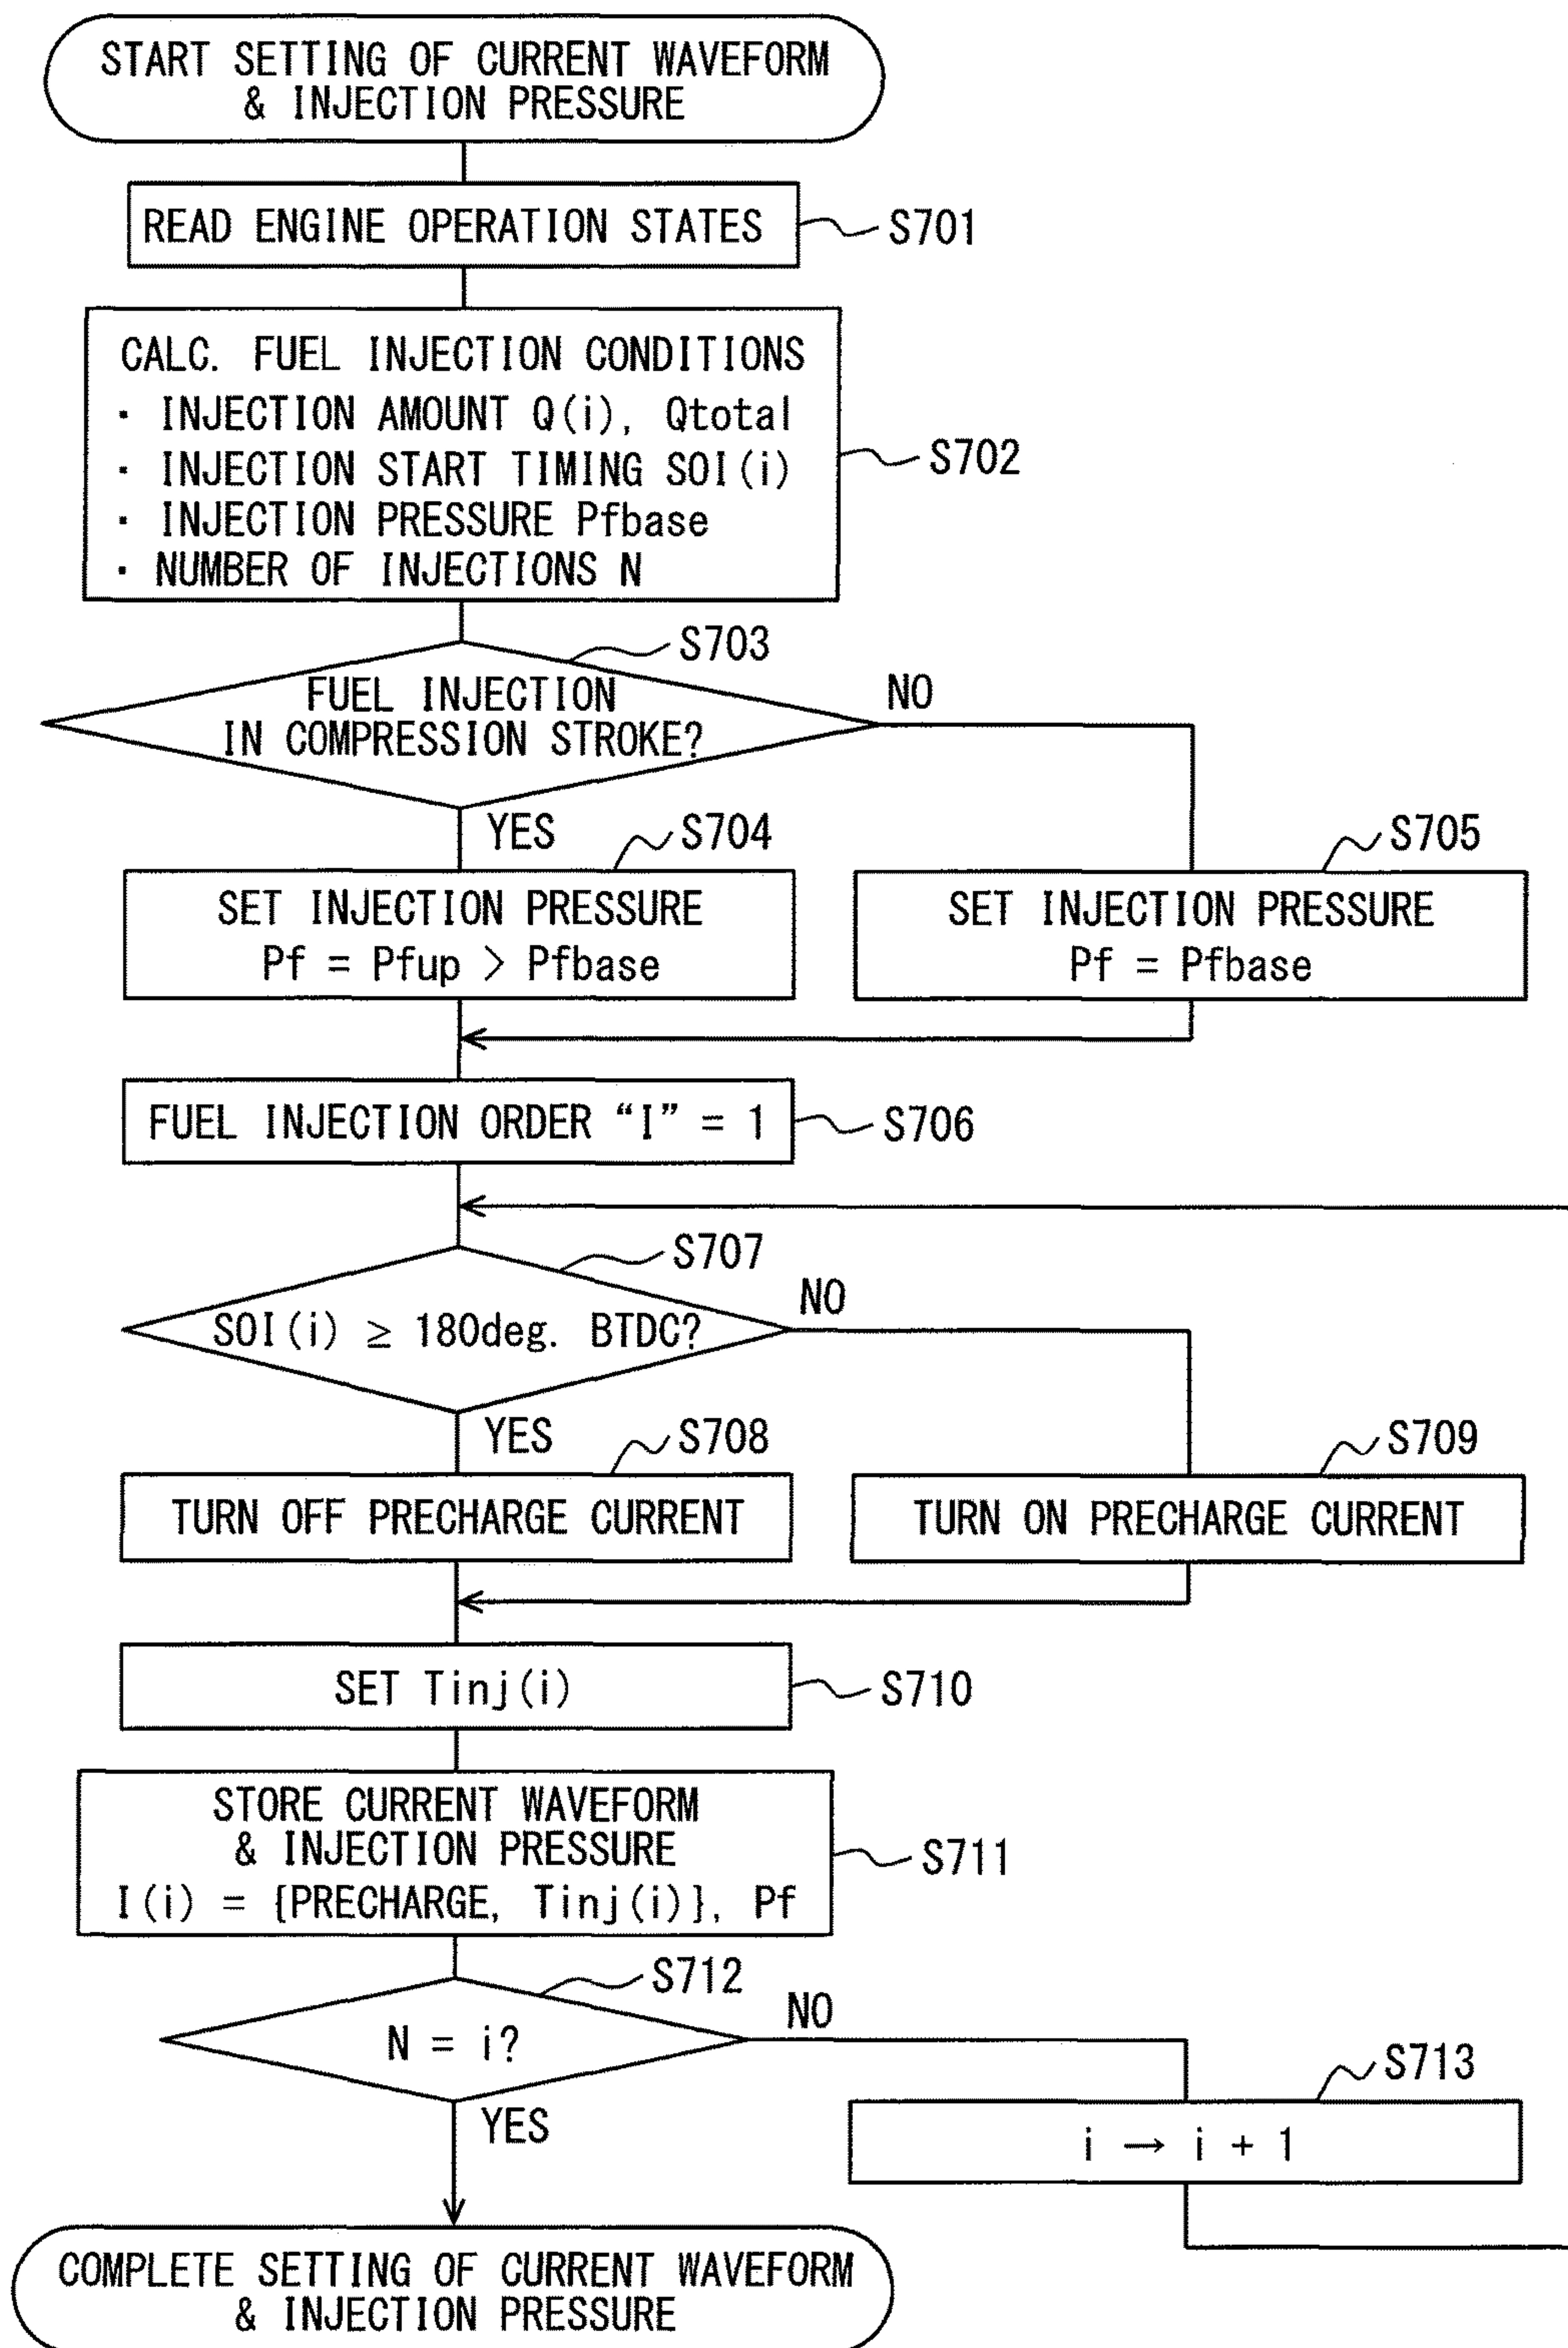 START SETTING OF CURRENT WAVEFORM
& INJECTION PRESSURE
READ ENGINE OPERATION STATES
S701
CALC. FUEL INJECTION CONDITIONS
· INJECTION AMOUNT Q(i), Qtotal
· INJECTION START TIMING SOI(i)
· INJECTION PRESSURE Pfbase
· NUMBER OF INJECTIONS N
S702
S703
FUEL INJECTION
IN COMPRESSION STROKE?
NO
YES
S704
S705
SET INJECTION PRESSURE
Pf = Pfup > Pfbase
SET INJECTION PRESSURE
Pf = Pfbase
FUEL INJECTION ORDER “I” = 1
S706
S707
SOI(i) ≥ 180deg. BTDC?
NO
YES
S708
S709
TURN OFF PRECHARGE CURRENT
TURN ON PRECHARGE CURRENT
SET Tinj(i)
S710
STORE CURRENT WAVEFORM
& INJECTION PRESSURE
I(i) = {PRECHARGE, Tinj(i)}, Pf
S711
S712
N = i?
NO
YES
S713
i → i + 1
COMPLETE SETTING OF CURRENT WAVEFORM
& INJECTION PRESSURE